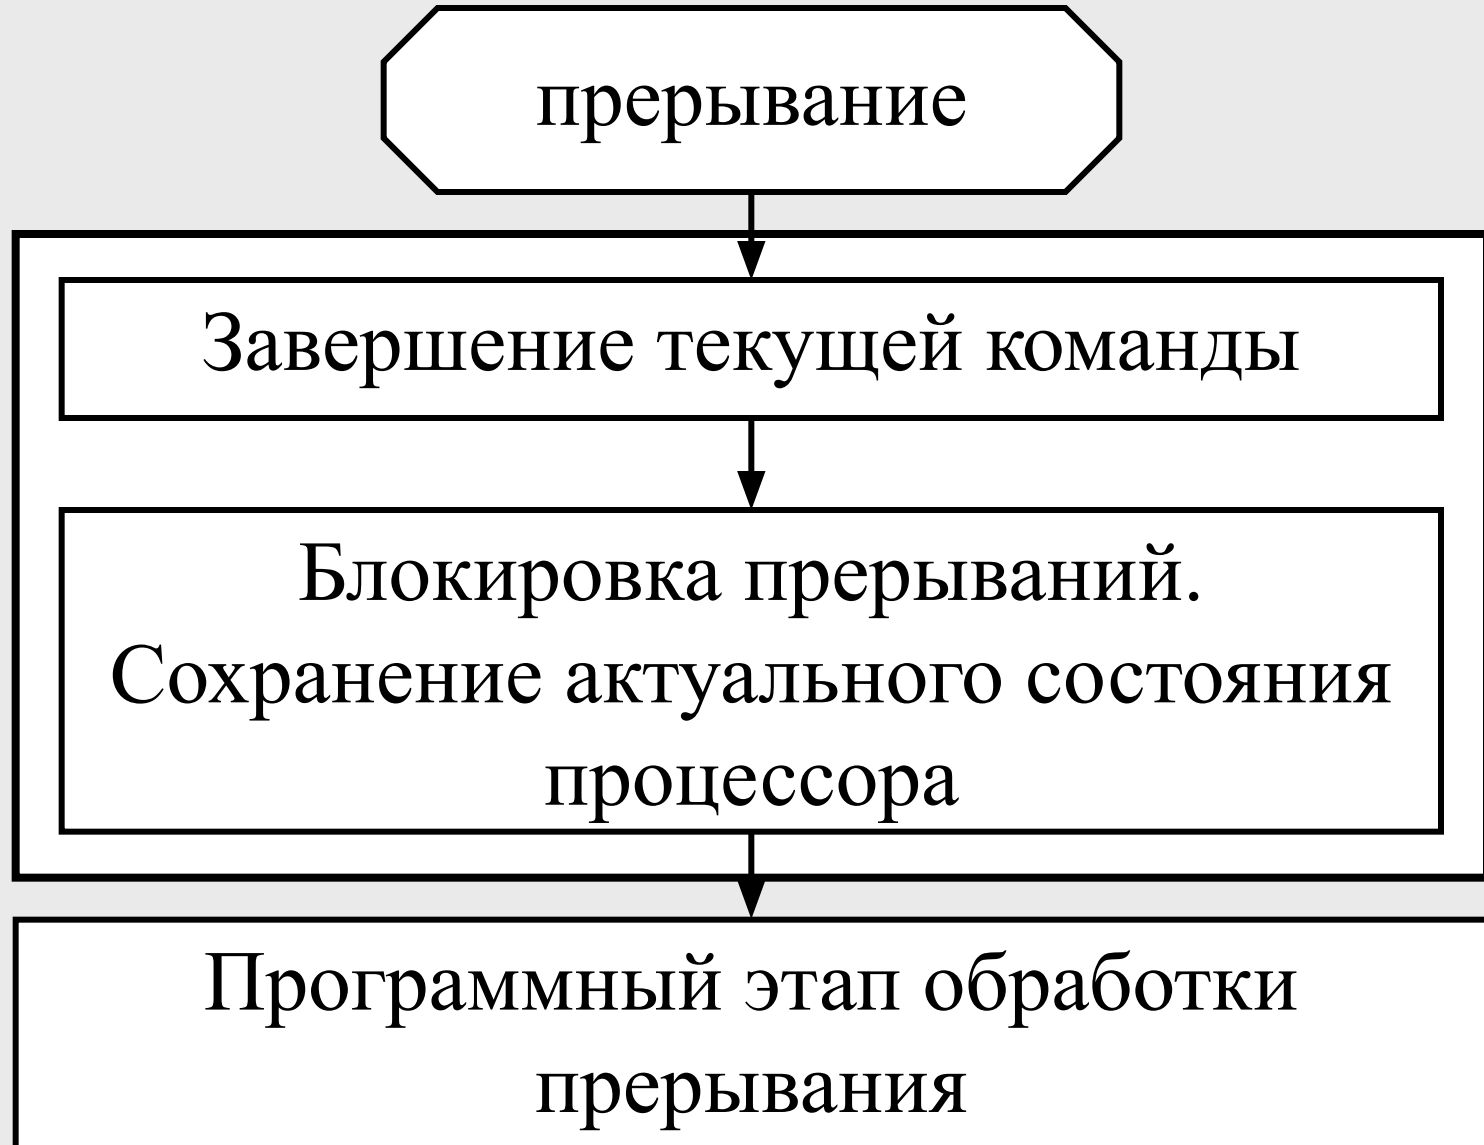 прерывание
Завершение текущей команды
Блокировка прерываний.
Сохранение актуального состояния
процессора
Программный этап обработки
прерывания